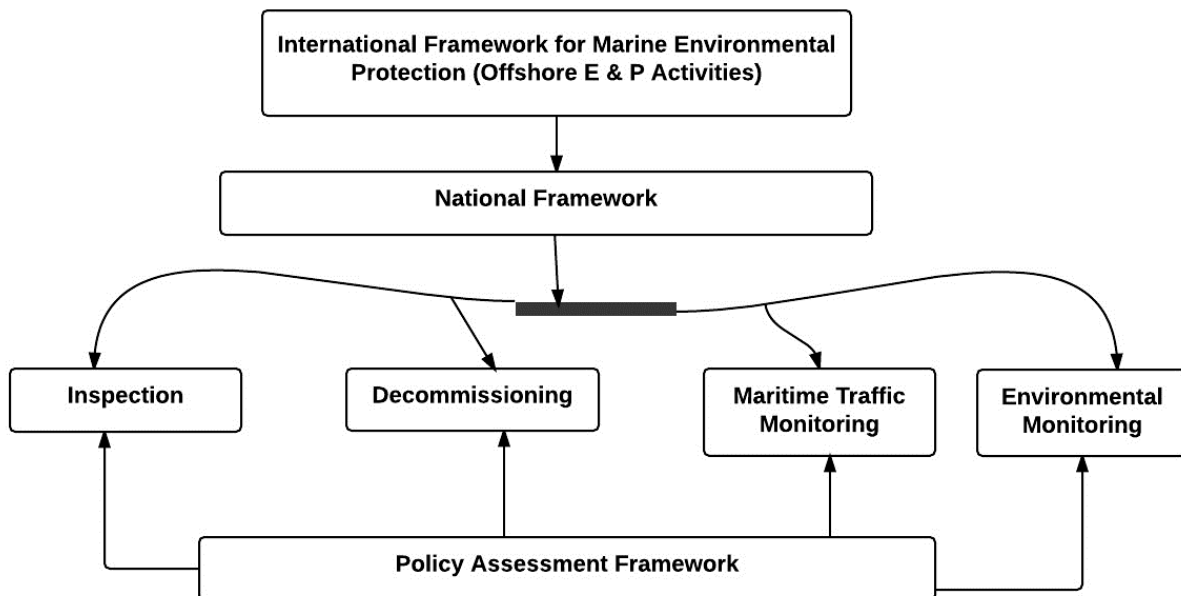 International Framework for Marine Environmental
Protection (Offshore E & P Activities)
National Framework
Inspection
Decommissioning
Maritime Traffic
Monitoring
Environmental
Monitoring
Policy Assessment Framework